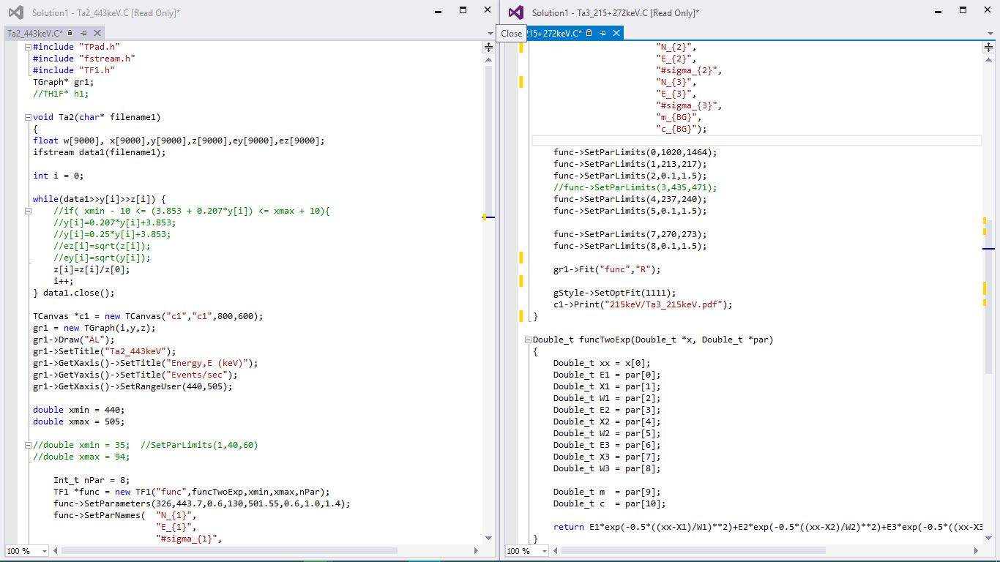 Solution1 - Ta2_443keV.C [Read Only]*
Ta2_443keV.C*
#include "TPad.h"
#include "fstream.h"
#include "TF1.h"
TGraph* gr1;
//TH1F* h1;
void Ta2(char* filename1)
{
float w[9000], x[9000],y[9000],z[9000],ey[9000],ez[9000];
ifstream data1(filename1);
int i = 0;
while(data1>>y[i]>>z[i]) {
//if( xmin - 10 <= (3.853 + 0.207*y[i]) <= xmax + 10){
//y[i]=0.207*y[i]+3.853;
//y[i]=0.25*y[i]+3.853;
//ez[i]=sqrt(z[i]);
//ey[i]=sqrt(y[i]);
z[i]=z[i]/z[0];
i++;
} data1.close();
TCanvas *c1 = new TCanvas("c1","c1",800,600);
gr1 = new TGraph(i,y,z);
gr1->Draw("AL");
gr1->SetTitle("Ta2_443keV");
gr1->GetXaxis()->SetTitle("Energy,E (keV)");
gr1->GetYaxis()->SetTitle("Events/sec");
gr1->GetXaxis()->SetRangeUser(440,505);
double xmin = 440;
double xmax = 505;
//double xmin = 35;  //SetParLimits(1,40,60)
//double xmax = 94;
Int_t nPar = 8;
TF1 *func = new TF1("func",funcTwoExp,xmin,xmax,nPar);
func->SetParameters(326,443.7,0.6,130,501.55,0.6,1.0,1.4);
func->SetParNames(  "N_{1}",
"E_{1}",
"#sigma_{1}",
100 %
Solution1 - Ta3_215+272keV.C [Read Only]*
Close
215+272keV.C*
"N_{2}",
"E_{2}",
"#sigma_{2}",
"N_{3}",
"E_{3}",
"#sigma_{3}",
"m_{BG}",
"c_{BG}");
func->SetParLimits(0,1020,1464);
func->SetParLimits(1,213,217);
func->SetParLimits(2,0.1,1.5);
//func->SetParLimits(3,435,471);
func->SetParLimits(4,237,240);
func->SetParLimits(5,0.1,1.5);
func->SetParLimits(7,270,273);
func->SetParLimits(8,0.1,1.5);
gr1->Fit("func","R");
gStyle->SetOptFit(1111);
c1->Print("215keV/Ta3_215keV.pdf");
}
Double_t funcTwoExp(Double_t *x, Double_t *par)
{
Double_t xx = x[0];
Double_t E1 = par[0];
Double_t X1 = par[1];
Double_t W1 = par[2];
Double_t E2 = par[3];
Double_t X2 = par[4];
Double_t W2 = par[5];
Double_t E3 = par[6];
Double_t X3 = par[7];
Double_t W3 = par[8];
Double_t m  = par[9];
Double_t c  = par[10];
return E1*exp(-0.5*((xx-X1)/W1)**2)+E2*exp(-0.5*((xx-X2)/W2)**2)+E3*exp(-0.5*((xx-X3
}
100 %